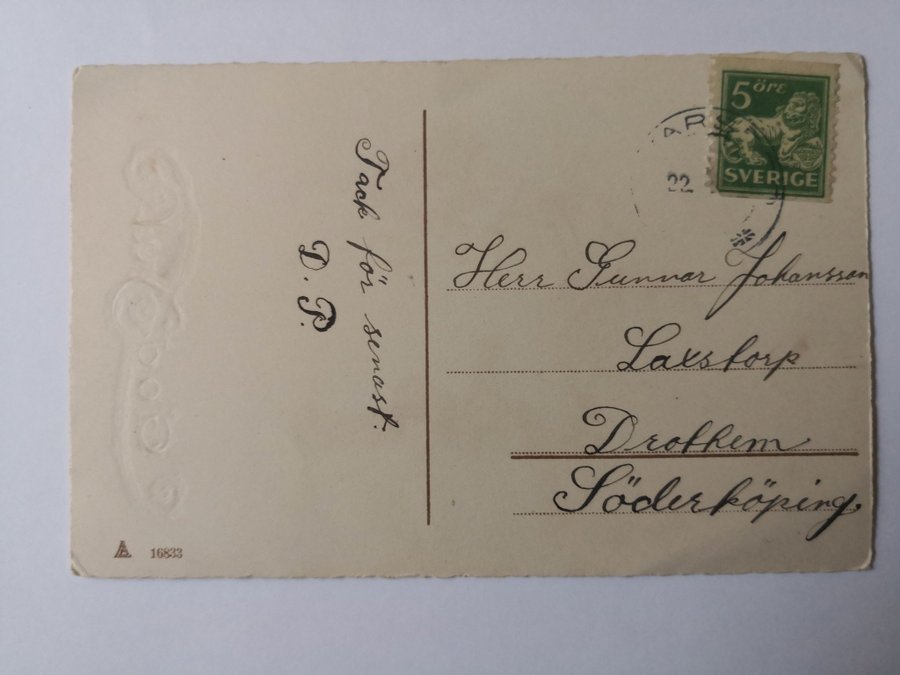 Tack för senast.
D. P.
5 öre
SVERIGE
22
Herr Gunnar Johansson
Laxstorp
Drothem
Söderköping.
16833